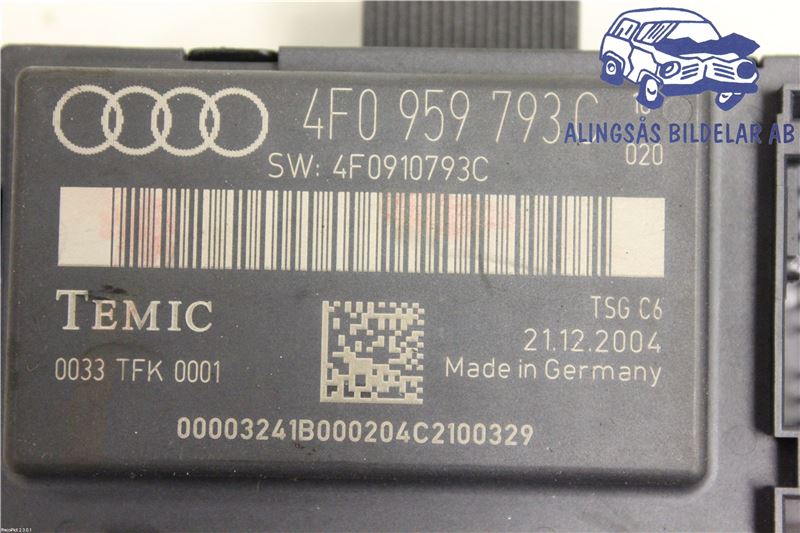 4F0 959 793C
ALINGSÅS BILDELAR AB
020
SW: 4F0910793C
TEMIC
TSG C6
21.12.2004
0033 TFK 0001
Made in Germany
00003241B000204C2100329